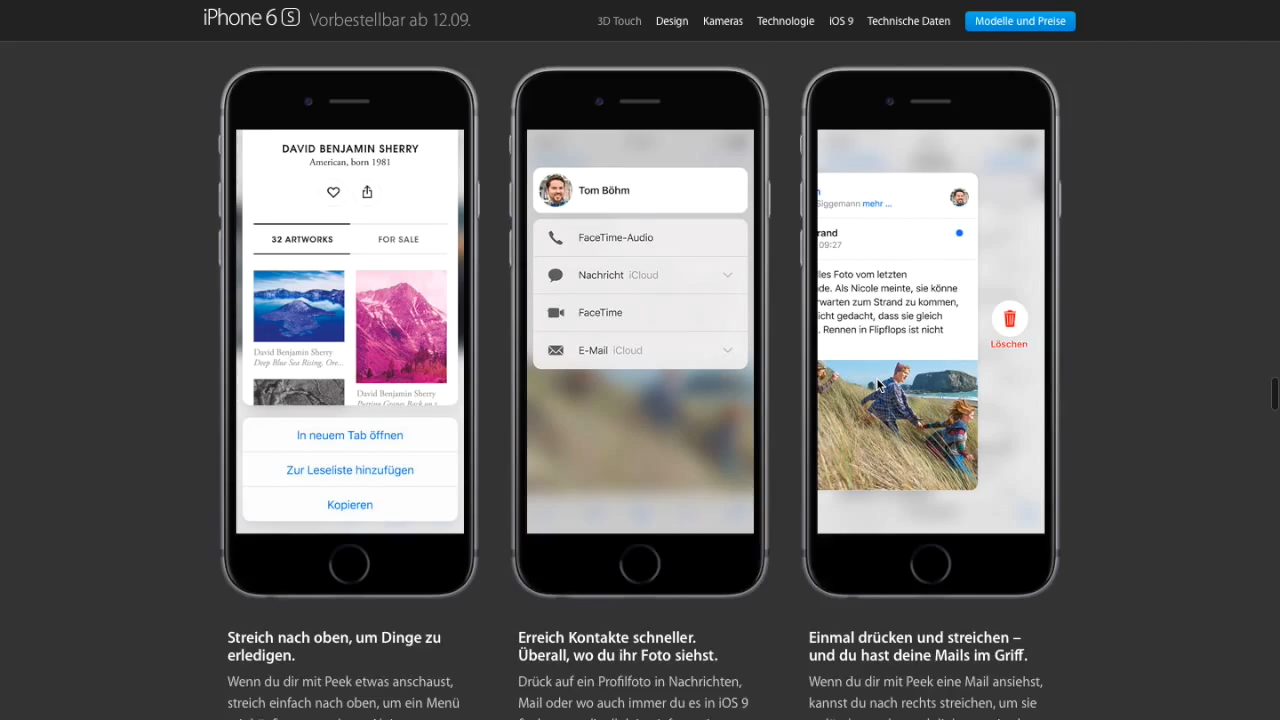 iPhone 6 S Vorbestellbar ab 12.09.
3D Touch Design Kameras Technologie iOS 9 Technische Daten Modelle und Preise
DAVID BENJAMIN SHERRY
American, born 1981
32 ARTWORKS FOR SALE
David Benjamin Sherry
Deep Blue Sea Rising, Ore...
David Benjamin Sherry
In neuem Tab öffnen
Zur Leseliste hinzufügen
Kopieren
Tom Böhm
FaceTime-Audio
Nachricht iCloud
FaceTime
E-Mail iCloud
Siggemann mehr ...
rand
09:27
lles Foto vom letzten
de. Als Nicole meinte, sie könne
rwarten zum Strand zu kommen,
icht gedacht, dass sie gleich
. Rennen in Flipflops ist nicht
Löschen
Streich nach oben, um Dinge zu
erledigen.
Wenn du dir mit Peek etwas anschaust,
streich einfach nach oben, um ein Menü
Erreich Kontakte schneller.
Überall, wo du ihr Foto siehst.
Drück auf ein Profilfoto in Nachrichten,
Mail oder wo auch immer du es in iOS 9
Einmal drücken und streichen –
und du hast deine Mails im Griff.
Wenn du dir mit Peek eine Mail ansiehst,
kannst du nach rechts streichen, um sie